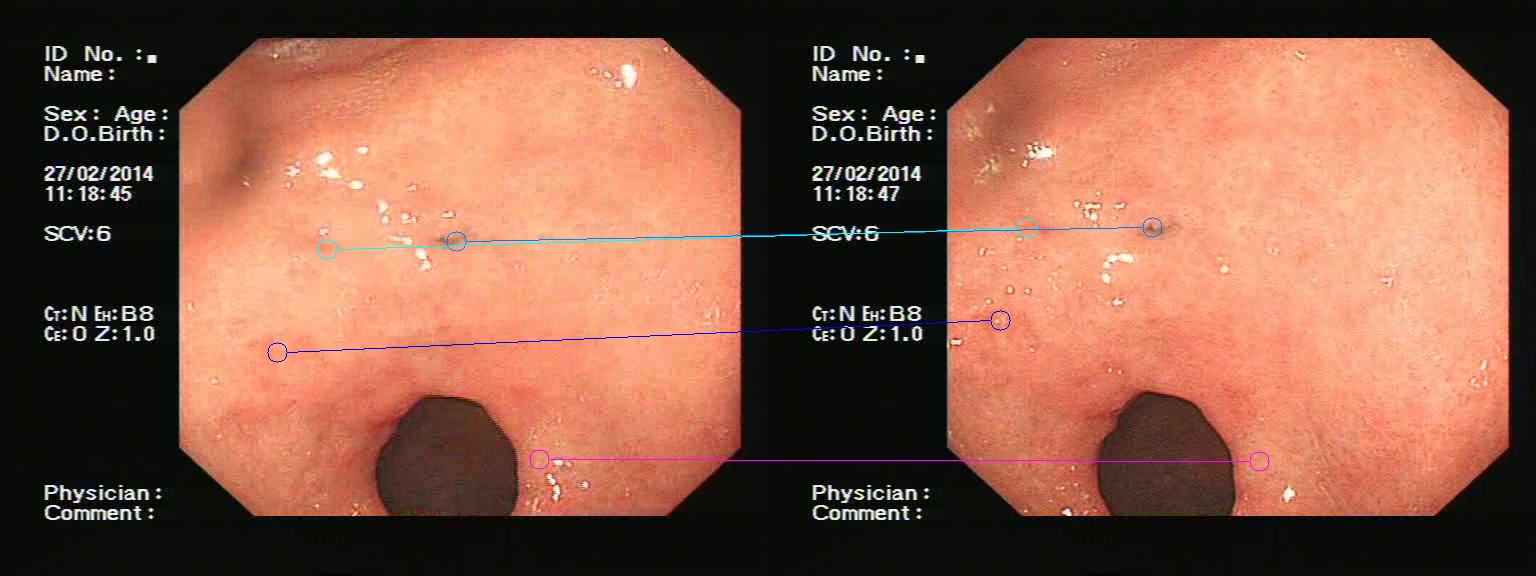 ID No. :
Name:
Sex: Age:
D.O.Birth:
27/02/2014
11:18:45
SCV:6
CT:N EH:B8
CE:0 Z:1.0
Physician:
Comment:
ID No. :
Name:
Sex: Age:
D.O.Birth:
27/02/2014
11:18:47
SCV:6
CT:N EH:B8
CE:0 Z:1.0
Physician:
Comment: